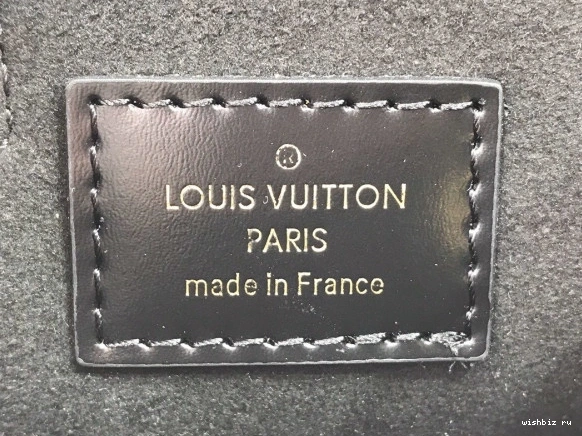 ®
LOUIS VUITTON
PARIS
made in France
wishbiz ru